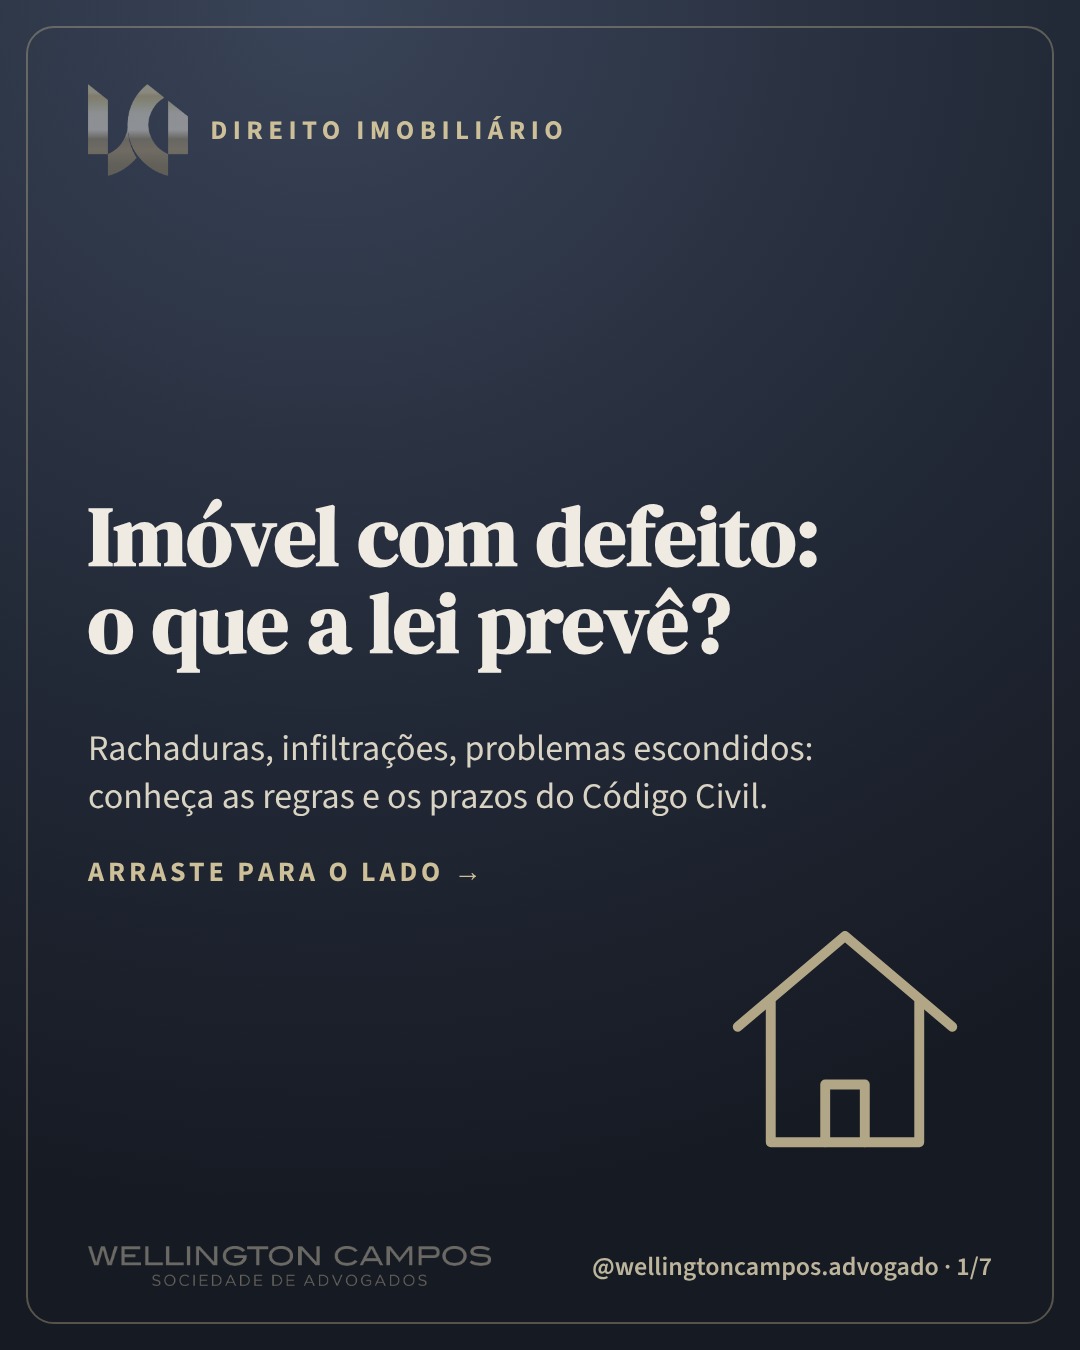 DIREITO IMOBILIÁRIO
Imóvel com defeito:
o que a lei prevê?
Rachaduras, infiltrações, problemas escondidos:
conheça as regras e os prazos do Código Civil.
ARRASTE PARA O LADO →
WELLINGTON CAMPOS
SOCIEDADE DE ADVOGADOS
@wellingtoncampos.advogado · 1/7